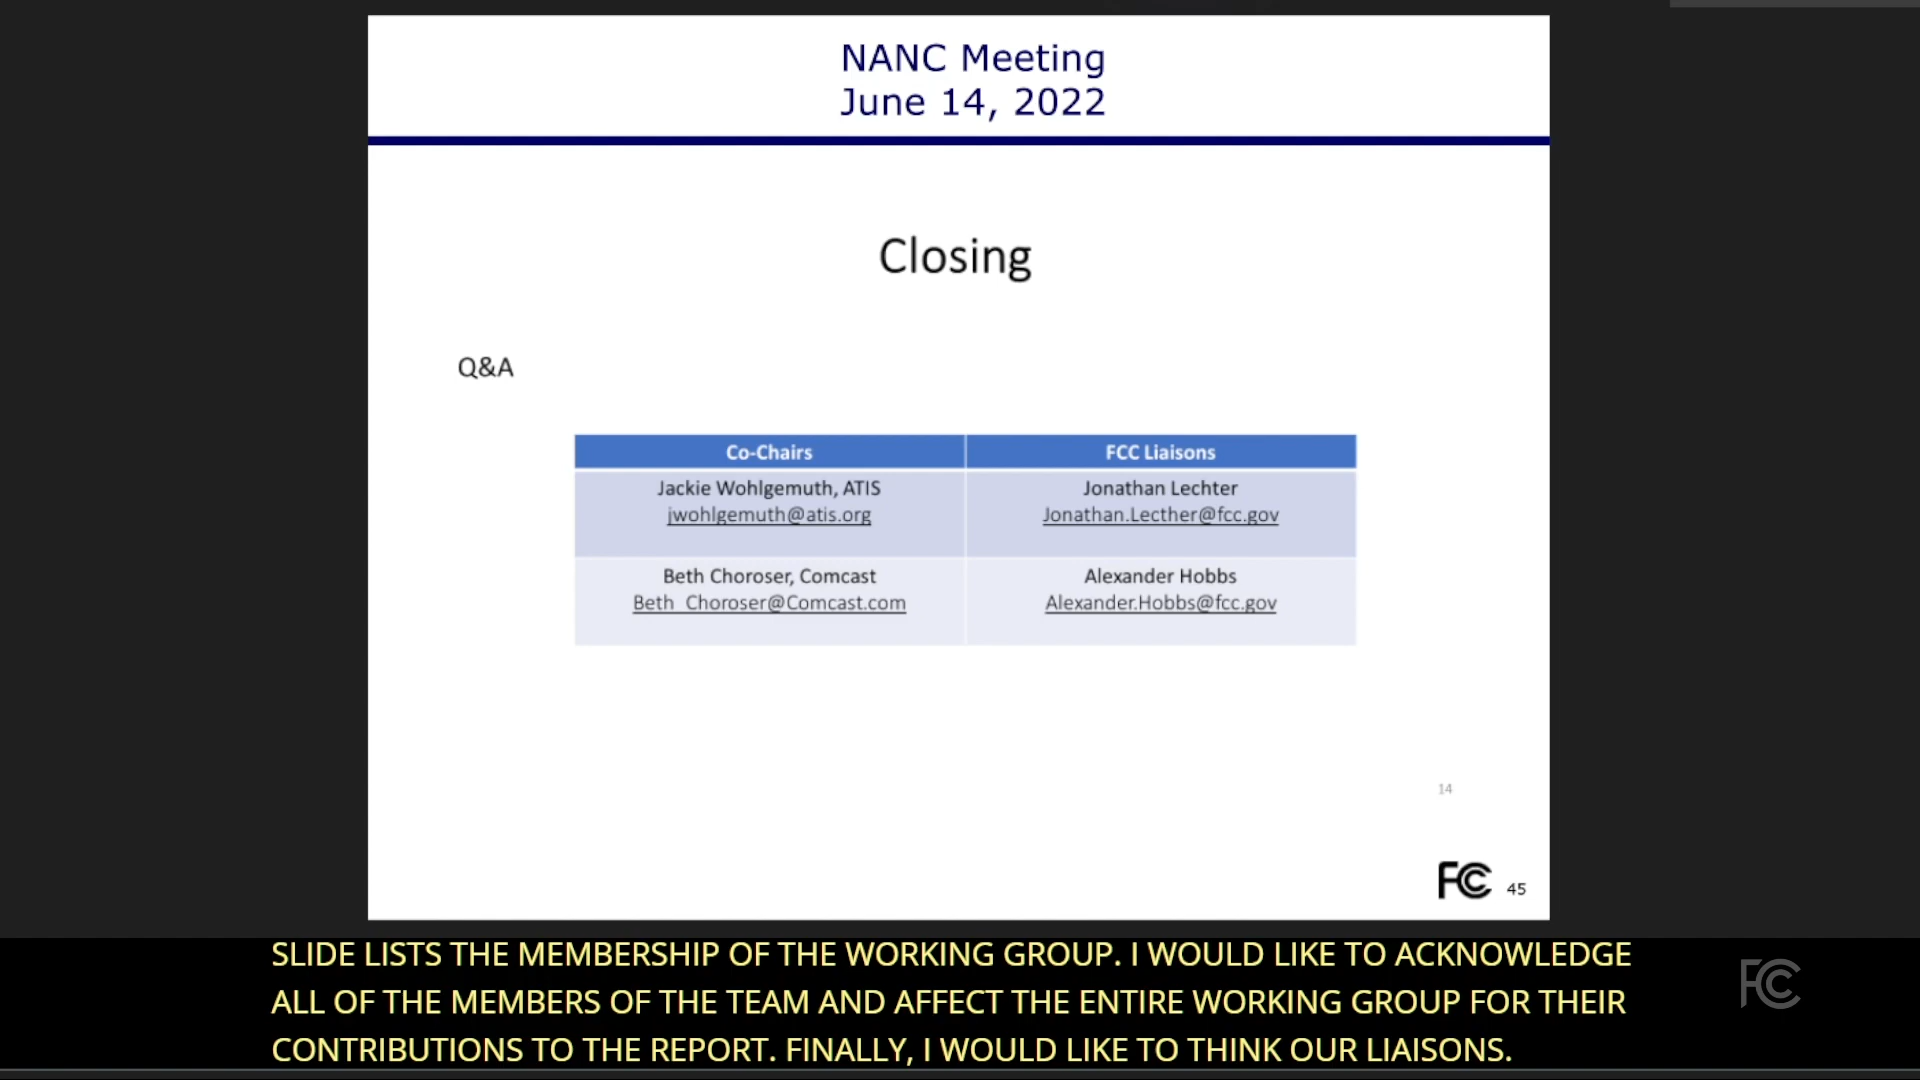 NANC Meeting
June 14, 2022
Closing
Q&A
Co-Chairs FCC Liaisons
Jackie Wohlgemuth, ATIS Jonathan Lechter
jwohlgemuth@atis.org Jonathan.Lecther@fcc.gov
Beth Choroser, Comcast Alexander Hobbs
Beth_Choroser@Comcast.com Alexander.Hobbs@fcc.gov
14
FCC 45
SLIDE LISTS THE MEMBERSHIP OF THE WORKING GROUP. I WOULD LIKE TO ACKNOWLEDGE
ALL OF THE MEMBERS OF THE TEAM AND AFFECT THE ENTIRE WORKING GROUP FOR THEIR
CONTRIBUTIONS TO THE REPORT. FINALLY, I WOULD LIKE TO THINK OUR LIAISONS.
FCC